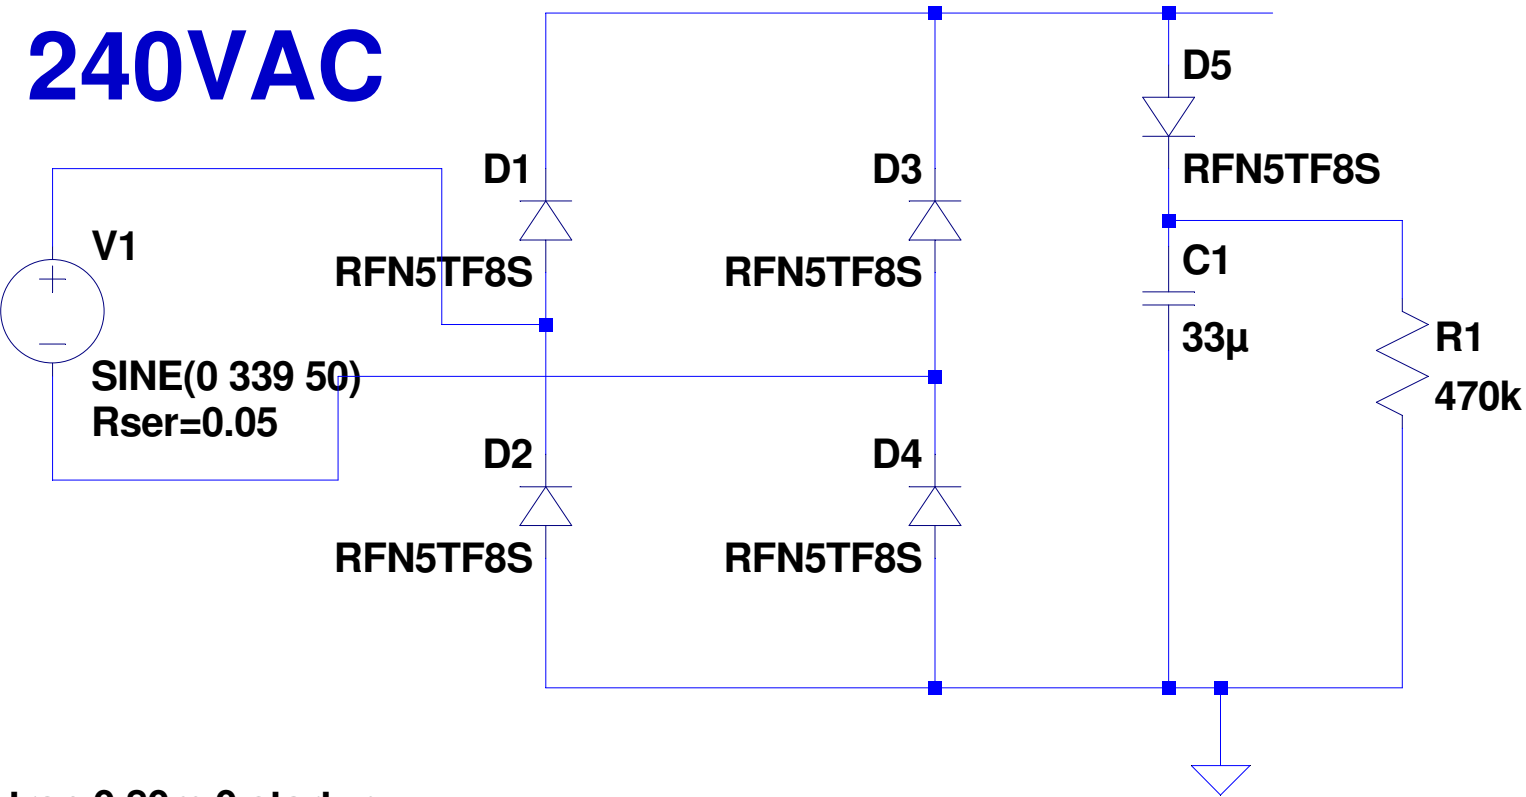 240VAC
D5
D1
D3
RFN5TF8S
V1
C1
RFN5TF8S
RFN5TF8S
33µ
R1
SINE(0 339 50)
470k
Rser=0.05
D2
D4
RFN5TF8S
RFN5TF8S